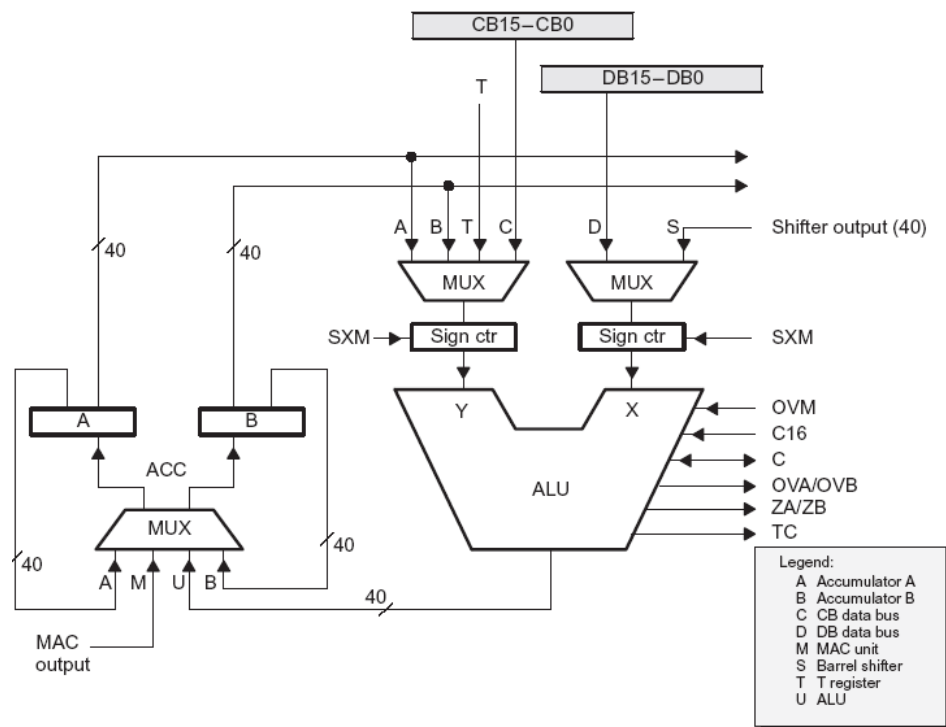 CB15–CB0
DB15–DB0
T
A B T C
D S
Shifter output (40)
40
40
MUX
MUX
SXM
Sign ctr
Sign ctr
SXM
Y
X
OVM
A
B
C16
C
ACC
ALU
OVA/OVB
ZA/ZB
MUX
TC
40
40
A M U B
40
MAC
output
Legend:
A Accumulator A
B Accumulator B
C CB data bus
D DB data bus
M MAC unit
S Barrel shifter
T T register
U ALU